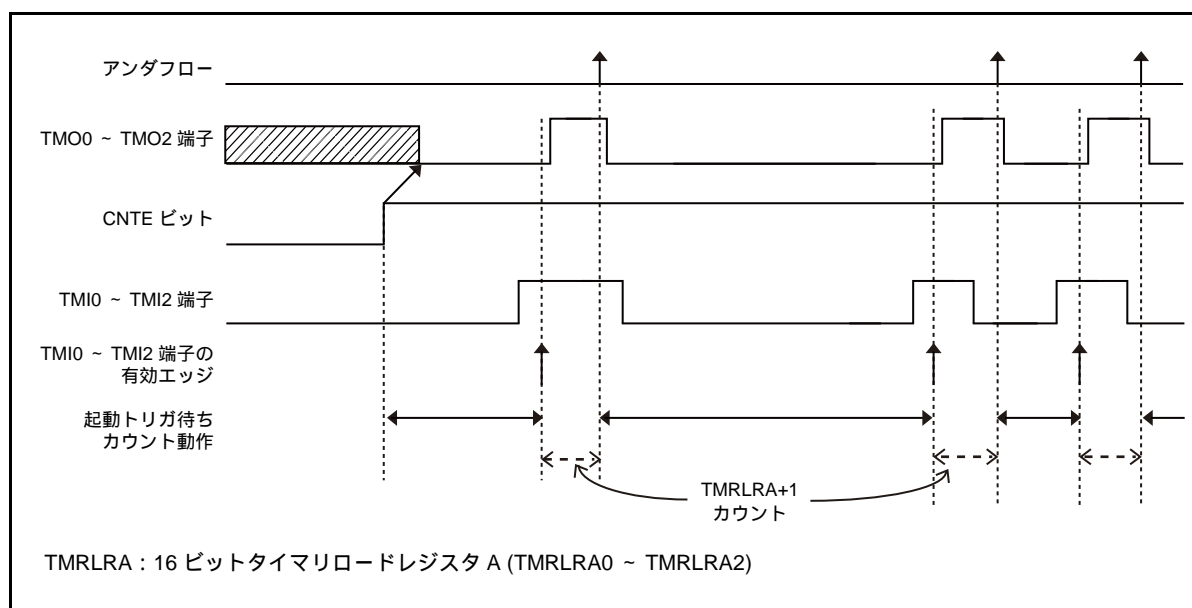 アンダフロー
TMO0 ~ TMO2 端子
CNTE ビット
TMI0 ~ TMI2 端子
TMI0 ~ TMI2 端子の
有効エッジ
起動トリガ待ち
カウント動作
TMRLRA+1
カウント
TMRLRA : 16 ビットタイマリロードレジスタ A (TMRLRA0 ~ TMRLRA2)